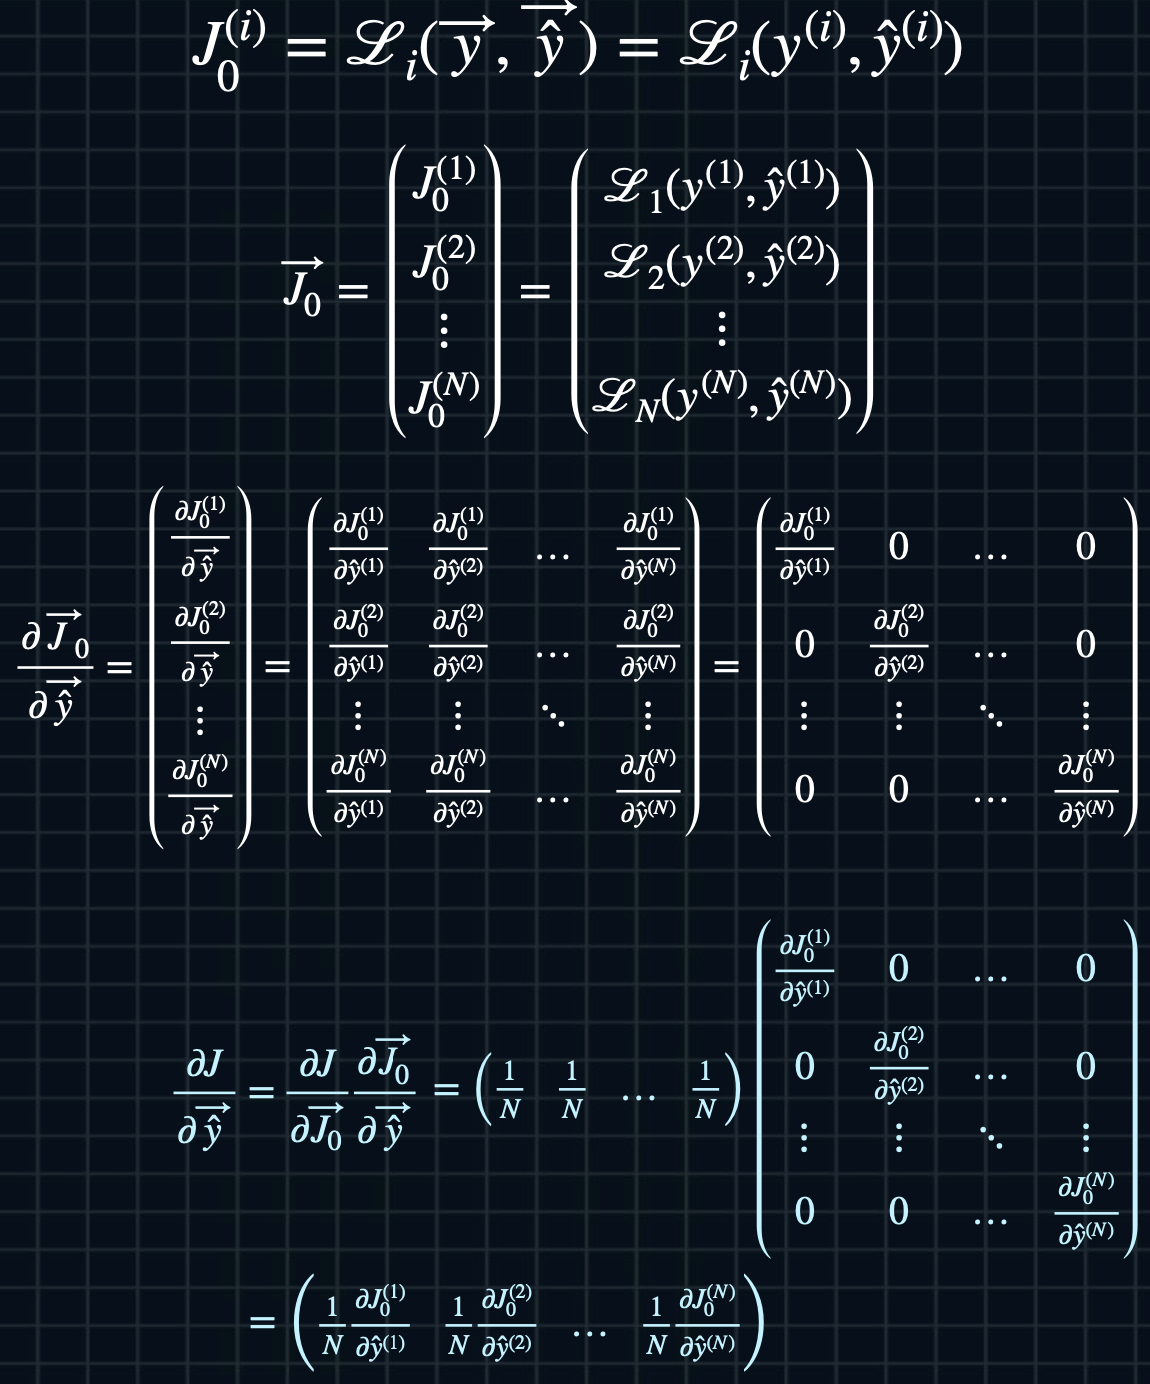 $J_0^{(i)} = \mathscr{L}_i(\overrightarrow{y}, \overrightarrow{\hat{y}}) = \mathscr{L}_i(y^{(i)}, \hat{y}^{(i)})$
$\overrightarrow{J_0} = \begin{pmatrix} J_0^{(1)} \\ J_0^{(2)} \\ \vdots \\ J_0^{(N)} \end{pmatrix} = \begin{pmatrix} \mathscr{L}_1(y^{(1)}, \hat{y}^{(1)}) \\ \mathscr{L}_2(y^{(2)}, \hat{y}^{(2)}) \\ \vdots \\ \mathscr{L}_N(y^{(N)}, \hat{y}^{(N)}) \end{pmatrix}$
$\frac{\partial \overrightarrow{J}_0}{\partial \overrightarrow{\hat{y}}} = \begin{pmatrix} \frac{\partial J_0^{(1)}}{\partial \overrightarrow{\hat{y}}} \\ \frac{\partial J_0^{(2)}}{\partial \overrightarrow{\hat{y}}} \\ \vdots \\ \frac{\partial J_0^{(N)}}{\partial \overrightarrow{\hat{y}}} \end{pmatrix} = \begin{pmatrix} \frac{\partial J_0^{(1)}}{\partial \hat{y}^{(1)}} & \frac{\partial J_0^{(1)}}{\partial \hat{y}^{(2)}} & \dots & \frac{\partial J_0^{(1)}}{\partial \hat{y}^{(N)}} \\ \frac{\partial J_0^{(2)}}{\partial \hat{y}^{(1)}} & \frac{\partial J_0^{(2)}}{\partial \hat{y}^{(2)}} & \dots & \frac{\partial J_0^{(2)}}{\partial \hat{y}^{(N)}} \\ \vdots & \vdots & \ddots & \vdots \\ \frac{\partial J_0^{(N)}}{\partial \hat{y}^{(1)}} & \frac{\partial J_0^{(N)}}{\partial \hat{y}^{(2)}} & \dots & \frac{\partial J_0^{(N)}}{\partial \hat{y}^{(N)}} \end{pmatrix} = \begin{pmatrix} \frac{\partial J_0^{(1)}}{\partial \hat{y}^{(1)}} & 0 & \dots & 0 \\ 0 & \frac{\partial J_0^{(2)}}{\partial \hat{y}^{(2)}} & \dots & 0 \\ \vdots & \vdots & \ddots & \vdots \\ 0 & 0 & \dots & \frac{\partial J_0^{(N)}}{\partial \hat{y}^{(N)}} \end{pmatrix}$
$\frac{\partial J}{\partial \overrightarrow{\hat{y}}} = \frac{\partial J}{\partial \overrightarrow{J_0}} \frac{\partial \overrightarrow{J_0}}{\partial \overrightarrow{\hat{y}}} = \begin{pmatrix} \frac{1}{N} & \frac{1}{N} & \dots & \frac{1}{N} \end{pmatrix} \begin{pmatrix} \frac{\partial J_0^{(1)}}{\partial \hat{y}^{(1)}} & 0 & \dots & 0 \\ 0 & \frac{\partial J_0^{(2)}}{\partial \hat{y}^{(2)}} & \dots & 0 \\ \vdots & \vdots & \ddots & \vdots \\ 0 & 0 & \dots & \frac{\partial J_0^{(N)}}{\partial \hat{y}^{(N)}} \end{pmatrix}$
$= \begin{pmatrix} \frac{1}{N} \frac{\partial J_0^{(1)}}{\partial \hat{y}^{(1)}} & \frac{1}{N} \frac{\partial J_0^{(2)}}{\partial \hat{y}^{(2)}} & \dots & \frac{1}{N} \frac{\partial J_0^{(N)}}{\partial \hat{y}^{(N)}} \end{pmatrix}$